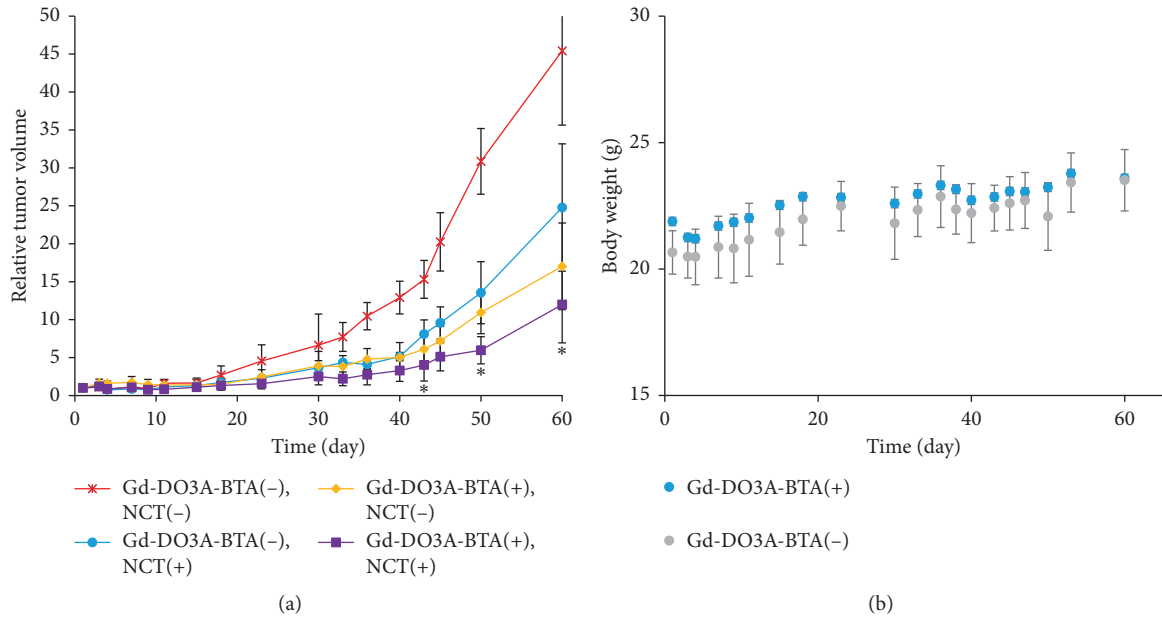 50
45
40
35
30
25
20
15
10
5
0
Relative tumor volume
0 10 20 30 40 50 60
Time (day)
* * *
Gd-DO3A-BTA(–),
NCT(–)
Gd-DO3A-BTA(+),
NCT(–)
Gd-DO3A-BTA(–),
NCT(+)
Gd-DO3A-BTA(+),
NCT(+)
(a)
30
25
20
15
Body weight (g)
0 20 40 60
Time (day)
Gd-DO3A-BTA(+)
Gd-DO3A-BTA(–)
(b)